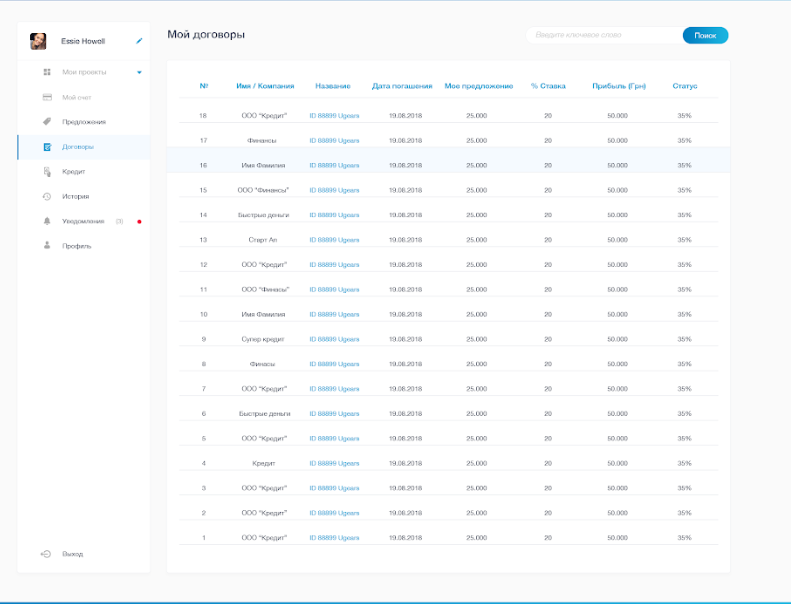 Essie Howell
Мои проекты
Мой счет
Предложения
Договоры
Кредит
История
Уведомления (3)
Профиль
Выход
Мой договоры
Введите ключевое слово
Поиск
№ Имя / Компания Название Дата погашения Мое предложение % Ставка Прибыль (Грн) Статус
18 ООО "Кредит" ID 88899 Ugears 19.08.2018 25.000 20 50.000 35%
17 Финансы ID 88899 Ugears 19.08.2018 25.000 20 50.000 35%
16 Имя Фамилия ID 88899 Ugears 19.08.2018 25.000 20 50.000 35%
15 ООО "Финансы" ID 88899 Ugears 19.08.2018 25.000 20 50.000 35%
14 Быстрые деньги ID 88899 Ugears 19.08.2018 25.000 20 50.000 35%
13 Старт Ап ID 88899 Ugears 19.08.2018 25.000 20 50.000 35%
12 ООО "Кредит" ID 88899 Ugears 19.08.2018 25.000 20 50.000 35%
11 ООО "Финасы" ID 88899 Ugears 19.08.2018 25.000 20 50.000 35%
10 Имя Фамилия ID 88899 Ugears 19.08.2018 25.000 20 50.000 35%
9 Супер кредит ID 88899 Ugears 19.08.2018 25.000 20 50.000 35%
8 Финасы ID 88899 Ugears 19.08.2018 25.000 20 50.000 35%
7 ООО "Кредит" ID 88899 Ugears 19.08.2018 25.000 20 50.000 35%
6 Быстрые деньги ID 88899 Ugears 19.08.2018 25.000 20 50.000 35%
5 ООО "Кредит" ID 88899 Ugears 19.08.2018 25.000 20 50.000 35%
4 Кредит ID 88899 Ugears 19.08.2018 25.000 20 50.000 35%
3 ООО "Кредит" ID 88899 Ugears 19.08.2018 25.000 20 50.000 35%
2 ООО "Кредит" ID 88899 Ugears 19.08.2018 25.000 20 50.000 35%
1 ООО "Кредит" ID 88899 Ugears 19.08.2018 25.000 20 50.000 35%